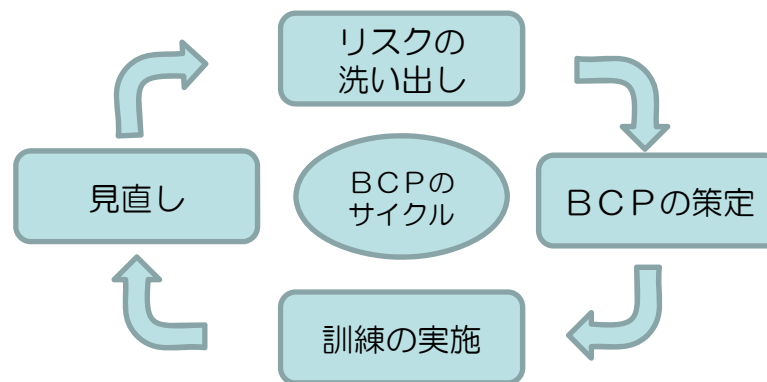 リスクの
洗い出し
見直し
BCPの
サイクル
BCPの策定
訓練の実施